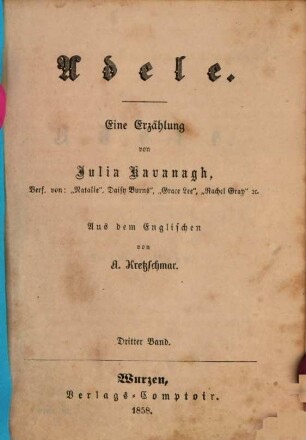 Adele.
Eine Erzählung
von
Julia Kavanagh,
Verf. von: „Natalie“. Daisy Burns“, „Grace Lee“, „Rachel Gray“ ꝛc.
Aus dem Englischen
von
A. Kretzschmar.
Dritter Band.
Wurzen,
Verlags-Comptoir.
1858.